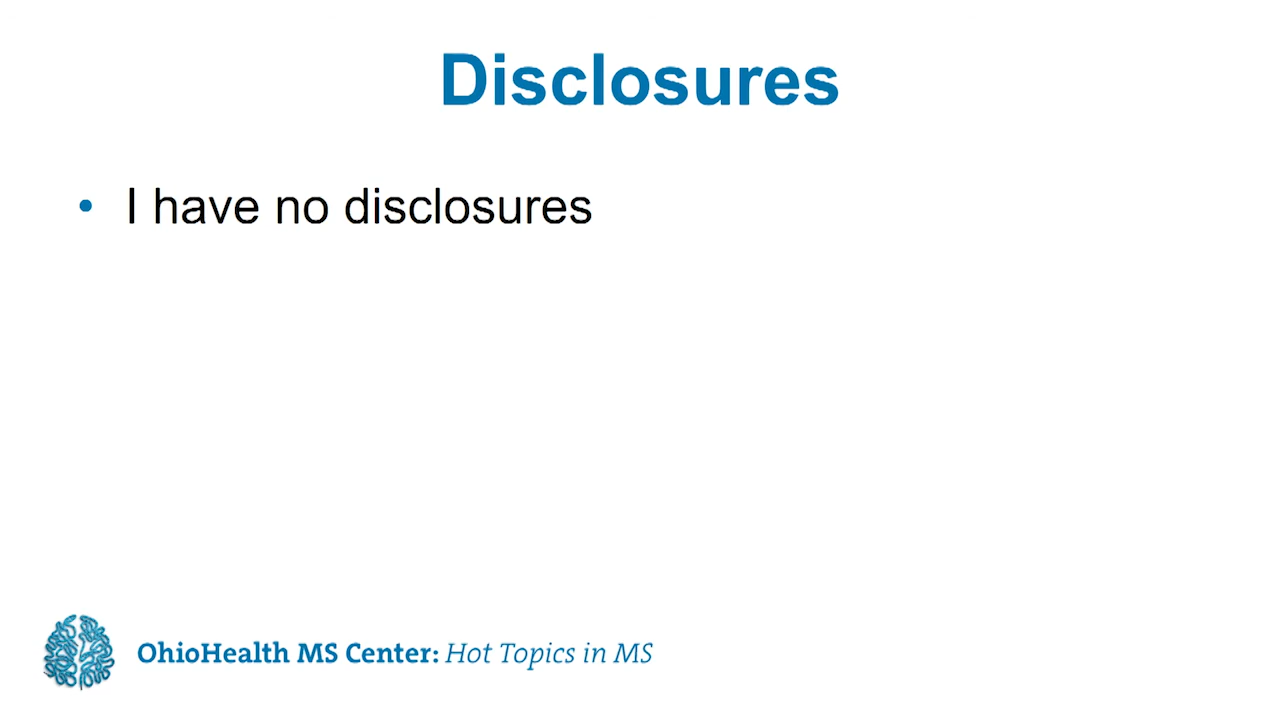 Disclosures
• I have no disclosures
OhioHealth MS Center: Hot Topics in MS